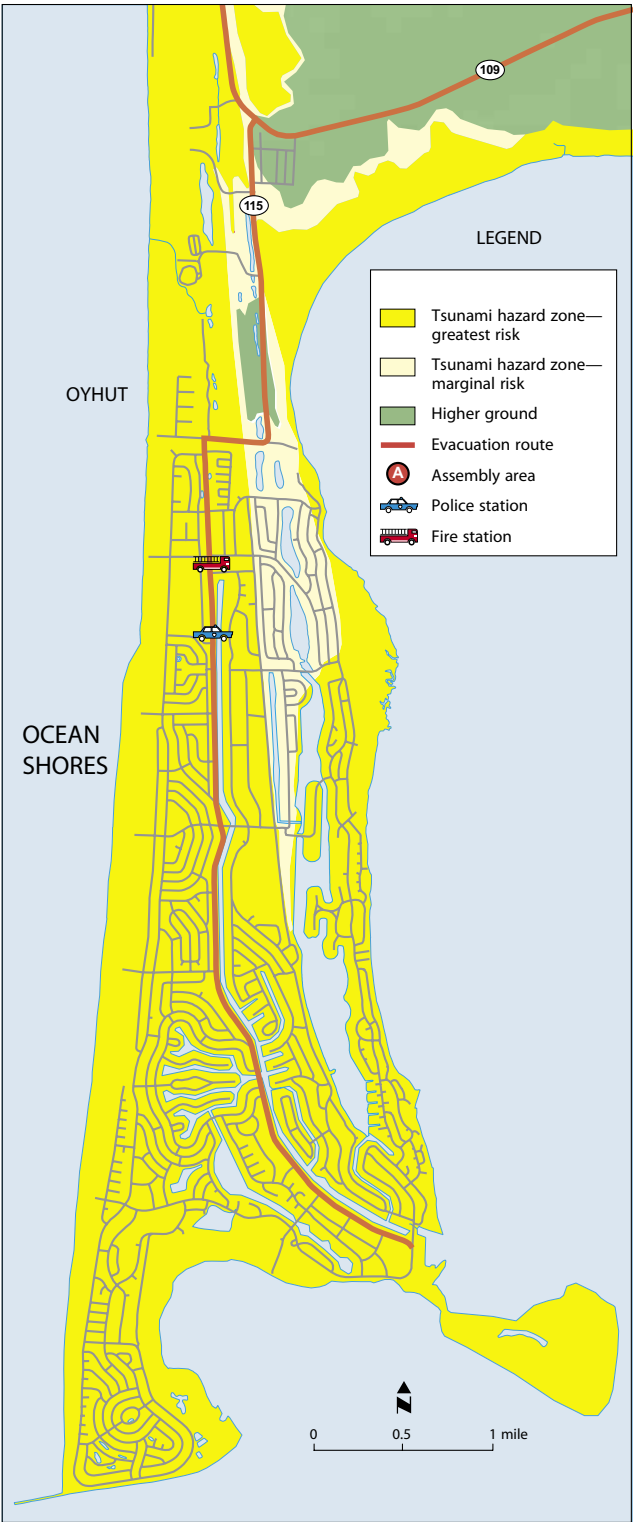 109
115
LEGEND
Tsunami hazard zone—
greatest risk
Tsunami hazard zone—
marginal risk
Higher ground
Evacuation route
A
Assembly area
Police station
Fire station
OYHUT
OCEAN
SHORES
N
0
0.5
1 mile